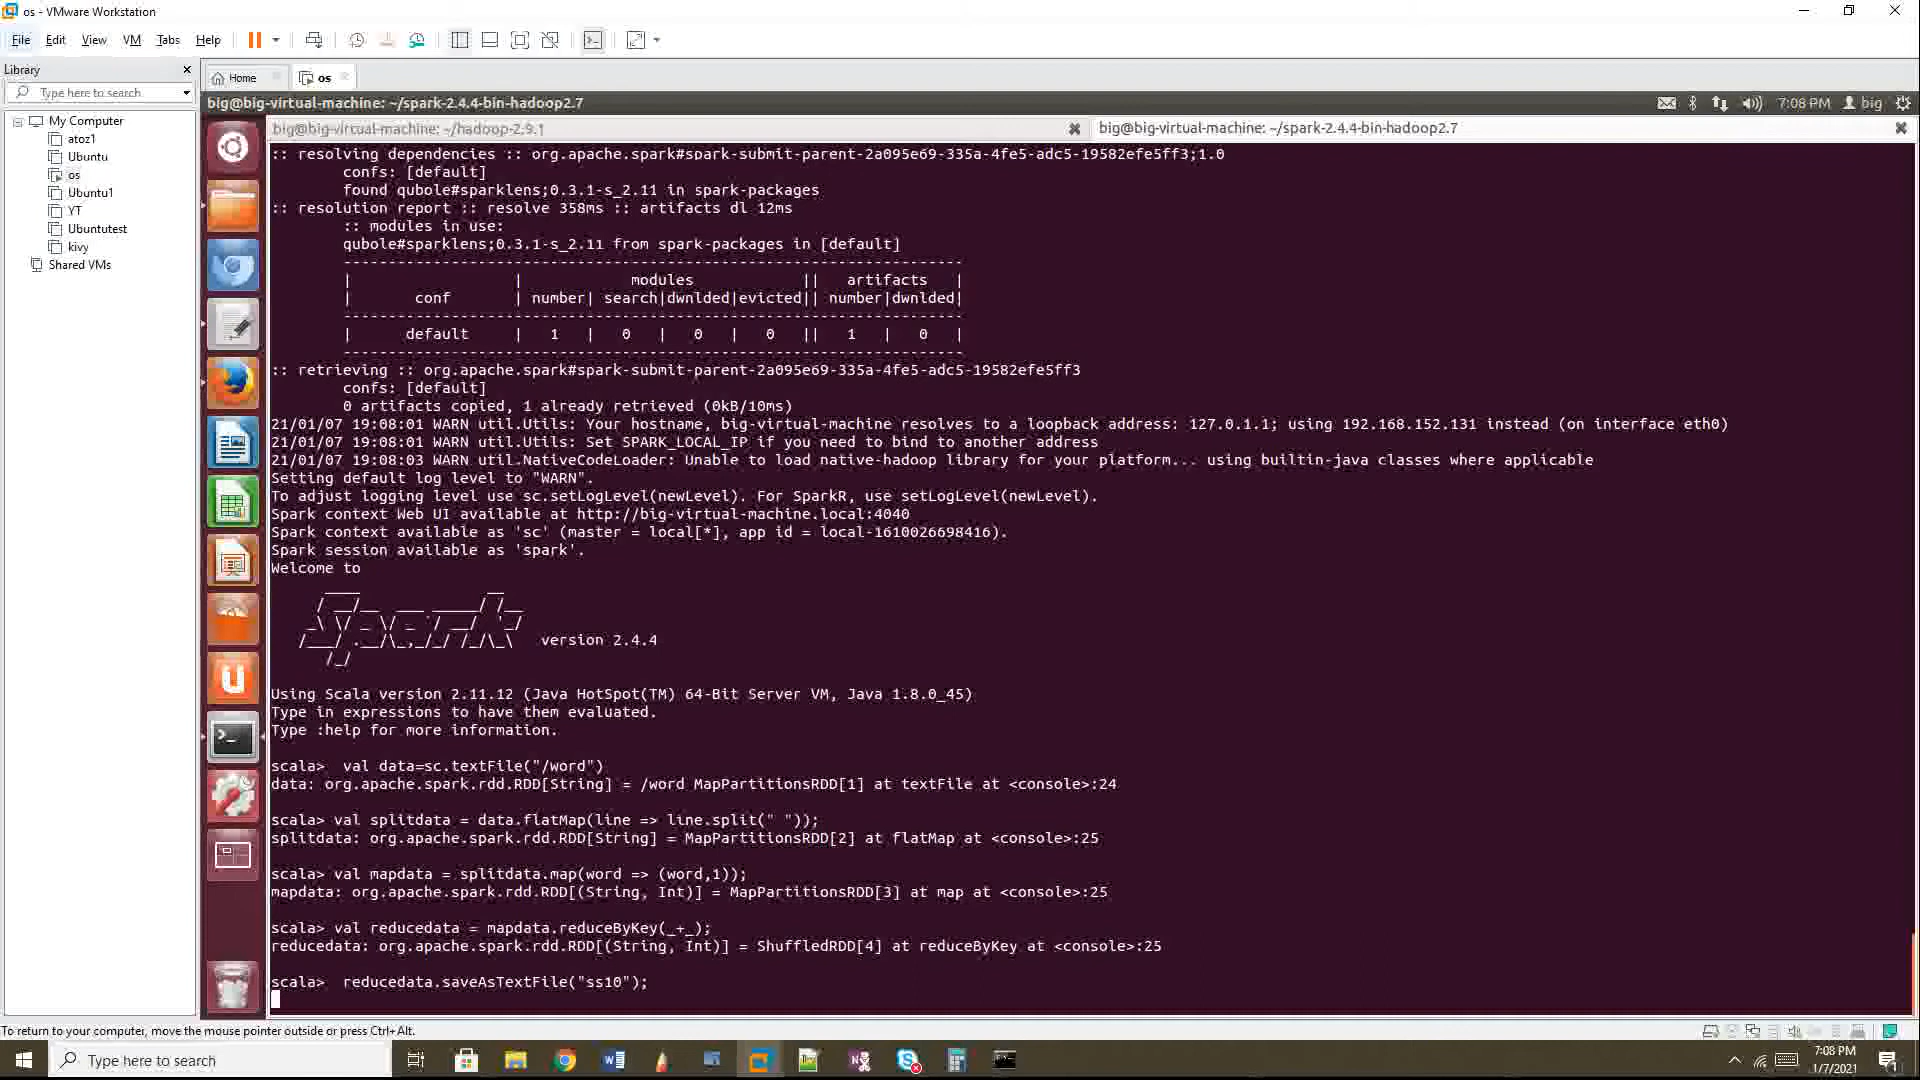 os - VMware Workstation
File Edit View VM Tabs Help
Library
Home
os
Type here to search
My Computer
atoz1
Ubuntu
os
Ubuntu1
YT
Ubuntutest
kivy
Shared VMs
big@big-virtual-machine: ~/spark-2.4.4-bin-hadoop2.7
7:08 PM big
big@big-virtual-machine: ~/hadoop-2.9.1
big@big-virtual-machine: ~/spark-2.4.4-bin-hadoop2.7
:: resolving dependencies :: org.apache.spark#spark-submit-parent-2a095e69-335a-4fe5-adc5-19582efe5ff3;1.0
confs: [default]
found qubole#sparklens;0.3.1-s_2.11 in spark-packages
:: resolution report :: resolve 358ms :: artifacts dl 12ms
:: modules in use:
qubole#sparklens;0.3.1-s_2.11 from spark-packages in [default]
---------------------------------------------------------------------
| | modules || artifacts |
| conf | number| search|dwnlded|evicted|| number|dwnlded|
---------------------------------------------------------------------
| default | 1 | 0 | 0 | 0 || 1 | 0 |
---------------------------------------------------------------------
:: retrieving :: org.apache.spark#spark-submit-parent-2a095e69-335a-4fe5-adc5-19582efe5ff3
confs: [default]
0 artifacts copied, 1 already retrieved (0kB/10ms)
21/01/07 19:08:01 WARN util.Utils: Your hostname, big-virtual-machine resolves to a loopback address: 127.0.1.1; using 192.168.152.131 instead (on interface eth0)
21/01/07 19:08:01 WARN util.Utils: Set SPARK_LOCAL_IP if you need to bind to another address
21/01/07 19:08:03 WARN util.NativeCodeLoader: Unable to load native-hadoop library for your platform... using builtin-java classes where applicable
Setting default log level to "WARN".
To adjust logging level use sc.setLogLevel(newLevel). For SparkR, use setLogLevel(newLevel).
Spark context Web UI available at http://big-virtual-machine.local:4040
Spark context available as 'sc' (master = local[*], app id = local-1610026698416).
Spark session available as 'spark'.
Welcome to
Spark version 2.4.4
Using Scala version 2.11.12 (Java HotSpot(TM) 64-Bit Server VM, Java 1.8.0_45)
Type in expressions to have them evaluated.
Type :help for more information.
scala> val data=sc.textFile("/word")
data: org.apache.spark.rdd.RDD[String] = /word MapPartitionsRDD[1] at textFile at <console>:24
scala> val splitdata = data.flatMap(line => line.split(" "));
splitdata: org.apache.spark.rdd.RDD[String] = MapPartitionsRDD[2] at flatMap at <console>:25
scala> val mapdata = splitdata.map(word => (word,1));
mapdata: org.apache.spark.rdd.RDD[(String, Int)] = MapPartitionsRDD[3] at map at <console>:25
scala> val reducedata = mapdata.reduceByKey(_+_);
reducedata: org.apache.spark.rdd.RDD[(String, Int)] = ShuffledRDD[4] at reduceByKey at <console>:25
scala> reducedata.saveAsTextFile("ss10");
To return to your computer, move the mouse pointer outside or press Ctrl+Alt.
Type here to search
7:08 PM
1/7/2021